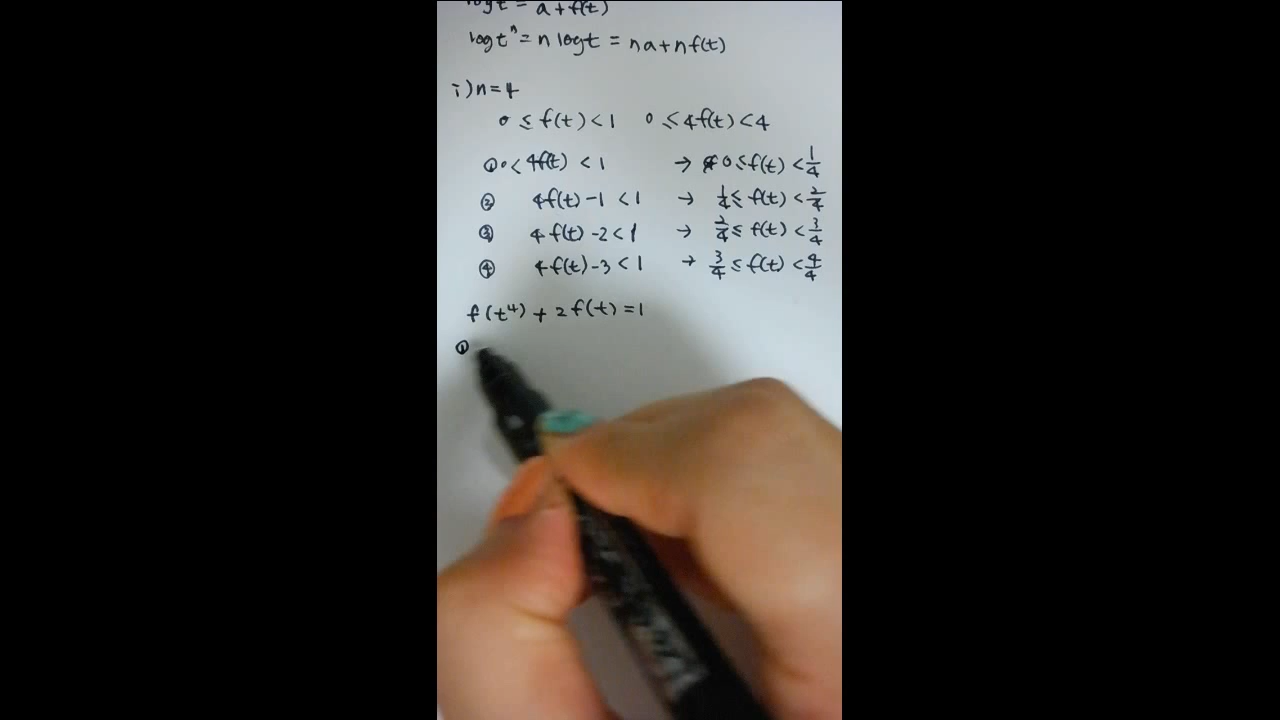 log t = a + f(t)
log tⁿ = n log t = na + n f(t)
i) n = 4
0 ≤ f(t) < 1 0 ≤ 4f(t) < 4
① 0 < 4f(t) < 1 → 0 ≤ f(t) < 1/4
② 4f(t) - 1 < 1 → 1/4 ≤ f(t) < 2/4
③ 4f(t) - 2 < 1 → 2/4 ≤ f(t) < 3/4
④ 4f(t) - 3 < 1 → 3/4 ≤ f(t) < 4/4
f(t⁴) + 2f(t) = 1
①